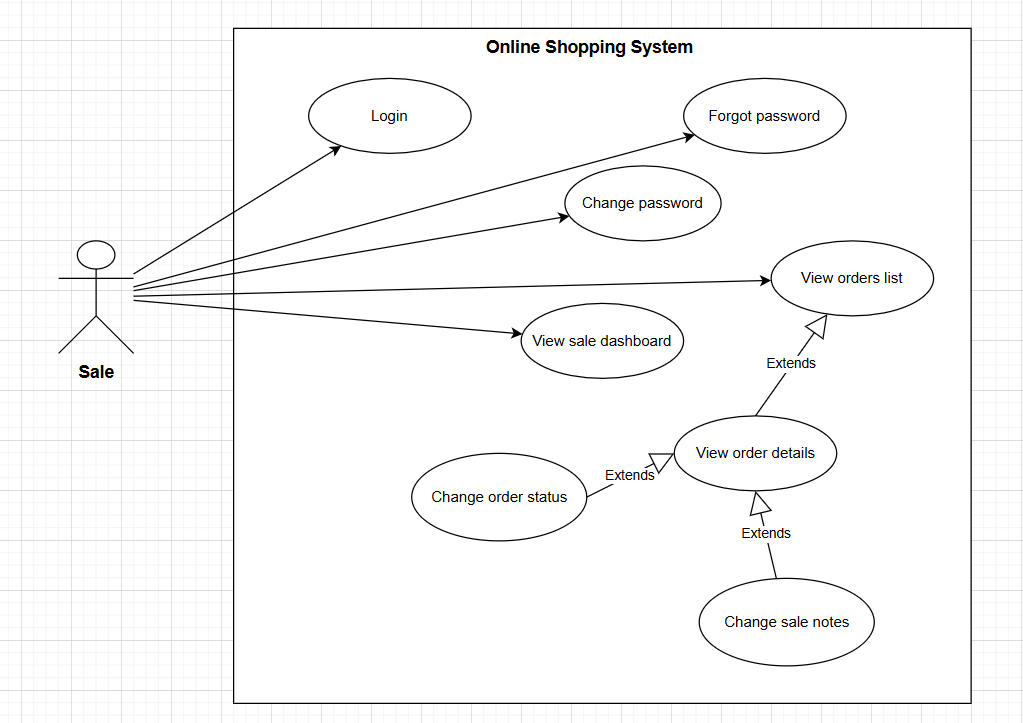 Online Shopping System
Login
Forgot password
Change password
View orders list
View sale dashboard
Sale
Extends
View order details
Extends
Change order status
Extends
Change sale notes